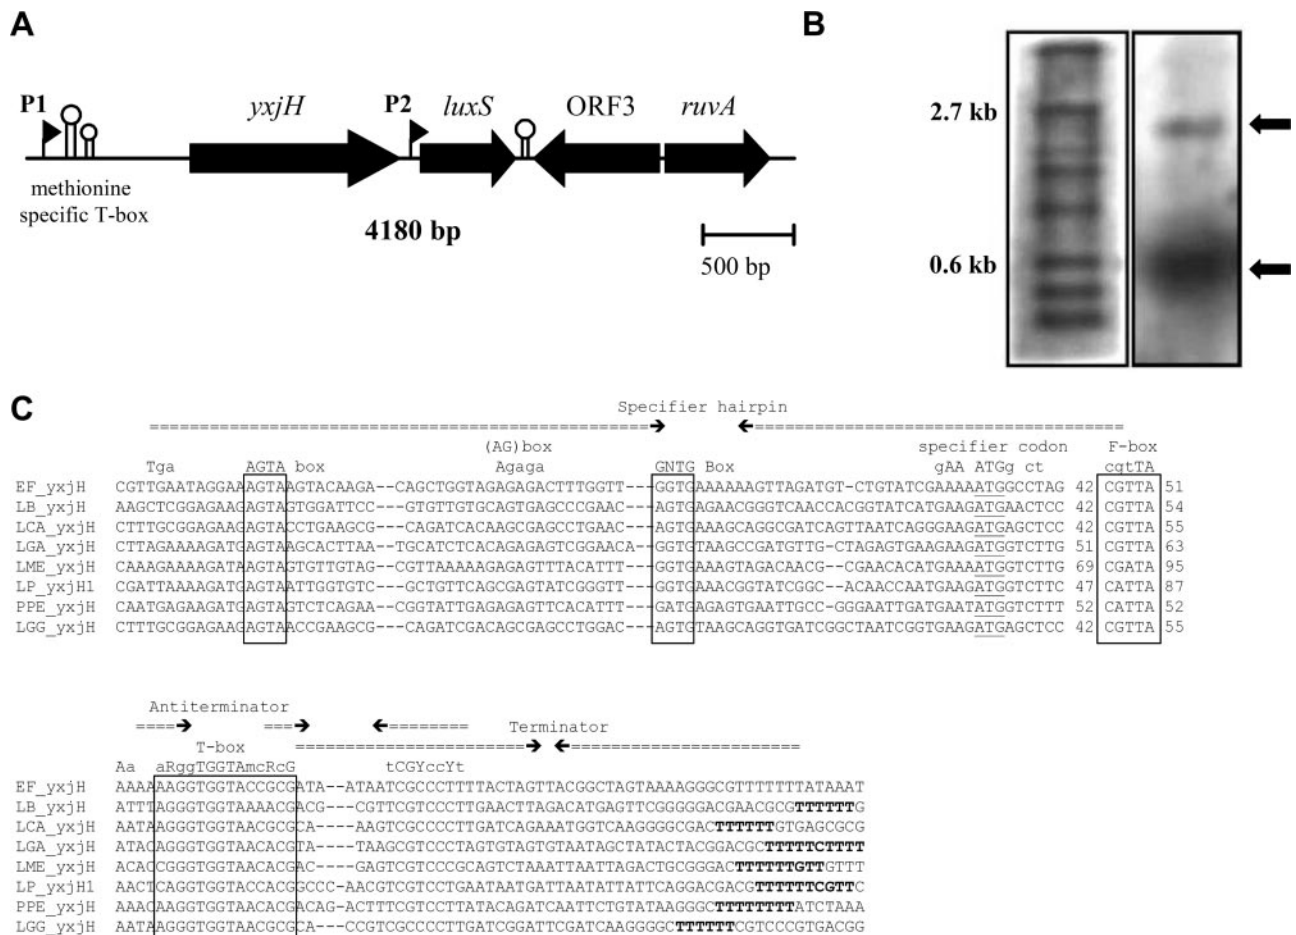 A
P1
yxjH
P2
luxS
ORF3
ruvA
methionine
specific T-box
4180 bp
500 bp
B
2.7 kb
0.6 kb
C
Specifier hairpin
(AG)box
specifier codon
F-box
Tga AGTA box Agaga GNTG Box gAA ATGg ct cgtTA
EF_yxjH CGTTGAATAGGAAAGTAAGTACAAGA---CAGCTGGTAGAGAGACTTTGGTT---GGTGAAAAAAGTTAGATGT-CTGTATCGAAAAATGGCCTAG 42 CGTTA 51
LB_yxjH AAGCTCGGAGAAGAGTAGTGGATTCC---GTGTTGTGCAGTGAGCCCGAAC---AGTGAGAACGGGTCAACCACGGTATCATGAAGATGAACTCC 42 CGTTA 54
LCA_yxjH CTTTGCGGAGAAGAGTACCTGAAGCG---CAGATCACAAGCGAGCCTGAAC---AGTGAAAGCAGGCGATCAGTTAATCAGGGAAGATGAGCTCC 42 CGTTA 55
LGA_yxjH CTTAGAAAAGATGAGTAAGCACTTAA---TGCATCTCACAGAGAGTCGGAACA--GGTGTAAGCCGATGTTG-CTAGAGTGAAGAAGATGGTCTTG 51 CGTTA 63
LME_yxjH CAAAGAAAAGATAAGTAGTGTTGTAG---CGTTAAAAAGAGAGTTTACATTT---GGTGAAAGTAGACAACG--CGAACACATGAAAATGGTCTTG 69 CGATA 95
LP_yxjH1 CGATTAAAAGATGAGTAATTGGTGTC---GCTGTTCAGCGAGTATCGGGTT---GGTGAAACGGTATCGGC-ACAACCAATGAAGATGGTCTTC 47 CATTA 87
PPE_yxjH CAATGAGAAGATGAGTAGTCTCAGAA---CGGTATTGAGAGAGTTCACATTT---GATGAGAGTGAATTGCC-GGGAATTGATGAATATGGTCTTT 52 CATTA 52
LGG_yxjH CTTTGCGGAGAAGAGTAACCGAAGCG---CAGATCGACAGCGAGCCTGGAC---AGTGTAAGCAGGTGATCGGCTAATCGGTGAAGATGAGCTCC 42 CGTTA 55
Antiterminator
Terminator
T-box
Aa aRggTGGTAmcRcG tCGYccYt
EF_yxjH AAAAAAGGTGGTACCGCGATA---ATAATCGCCCTTTTACTAGTTACGGCTAGTAAAAGGGCGTTTTTTTATAAAT
LB_yxjH ATTTAGGGTGGTAAAACGACG---CGTTCGTCCTTGAACTTAGACATGAGTTCGGGGGACGAACGCGTTTTTTG
LCA_yxjH AATAAGGGTGGTAACGCGCA----AAGTCGCCCCTTGATCAGAAATGGTCAAGGGGCGACTTTTTTGTGAGCGCG
LGA_yxjH ATACAGGGTGGTAACACGTA----TAAGCGTCCCTAGTGTAGTGTAATAGCTATACTACGGACGCTTTTTCTTTT
LME_yxjH ACACCGGGTGGTAACACGAC----GAGTCGTCCCGCAGTCTAAATTAATTAGACTGCGGGACTTTTTTGTTGTTT
LP_yxjH1 AACTCAGGTGGTACCACGGCCC-AACGTCGTCCTGAATAATGATTAATATTATTCAGGACGACGTTTTTTCGTTC
PPE_yxjH AAACAAGGTGGTAACACGACAG-ACTTTCGTCCTTATACAGATCAATTCTGTATAAGGGCTTTTTTTTATCTAAA
LGG_yxjH AATAAGGGTGGTAACGCGCA----CCGTCGCCCCTTGATCGGATTCGATCAAGGGGCTTTTTTCGTCCCGTGACGG